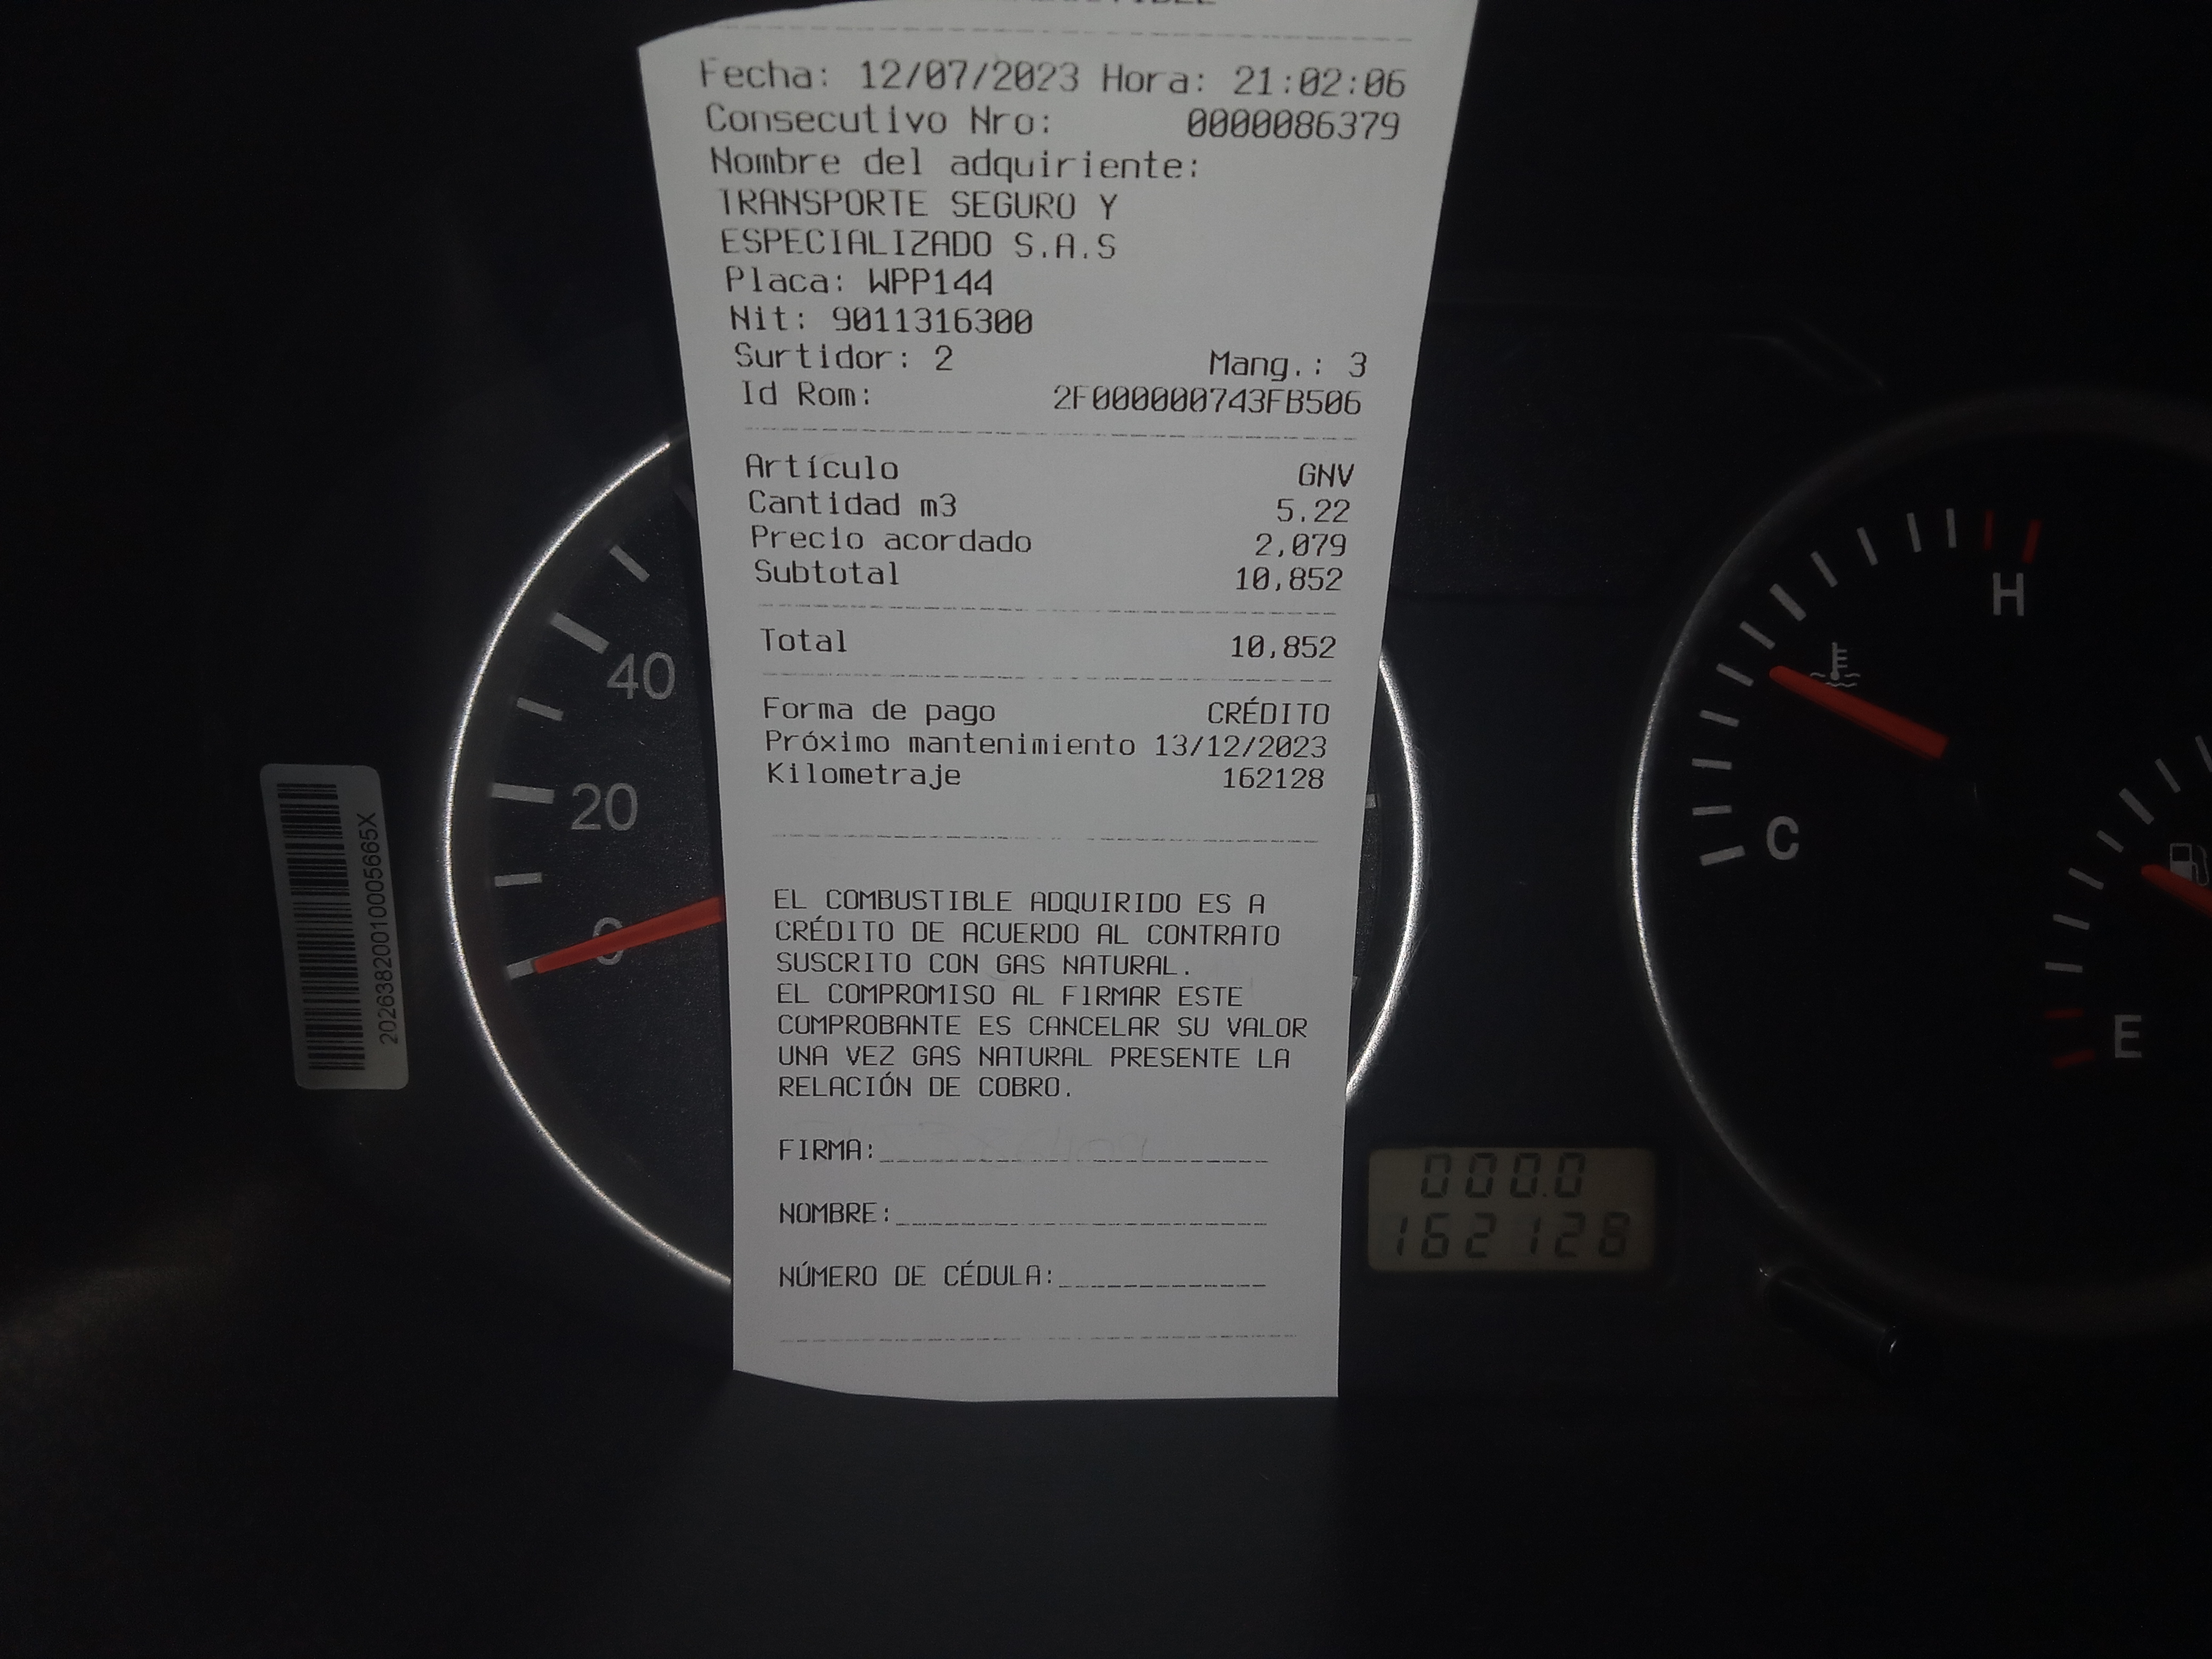 Fecha: 12/07/2023 Hora: 21:02:06
Consecutivo Nro: 0000086379
Nombre del adquiriente:
TRANSPORTE SEGURO Y
ESPECIALIZADO S.A.S
Placa: WPP144
Nit: 9011316300
Surtidor: 2 Mang.: 3
Id Rom: 2F000000743FB506
Artículo GNV
Cantidad m3 5.22
Precio acordado 2,079
Subtotal 10,852
Total 10,852
Forma de pago CRÉDITO
Próximo mantenimiento 13/12/2023
Kilometraje 162128
EL COMBUSTIBLE ADQUIRIDO ES A
CRÉDITO DE ACUERDO AL CONTRATO
SUSCRITO CON GAS NATURAL.
EL COMPROMISO AL FIRMAR ESTE
COMPROBANTE ES CANCELAR SU VALOR
UNA VEZ GAS NATURAL PRESENTE LA
RELACIÓN DE COBRO.
FIRMA:
NOMBRE:
NÚMERO DE CÉDULA:
40
20
0
20263820010005665X
H
C
E
000.0
162128